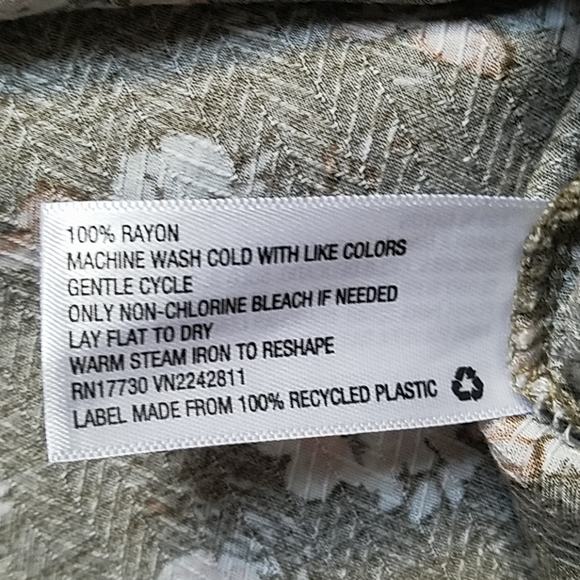 100% RAYON
MACHINE WASH COLD WITH LIKE COLORS
GENTLE CYCLE
ONLY NON-CHLORINE BLEACH IF NEEDED
LAY FLAT TO DRY
WARM STEAM IRON TO RESHAPE
RN17730 VN2242811
LABEL MADE FROM 100% RECYCLED PLASTIC